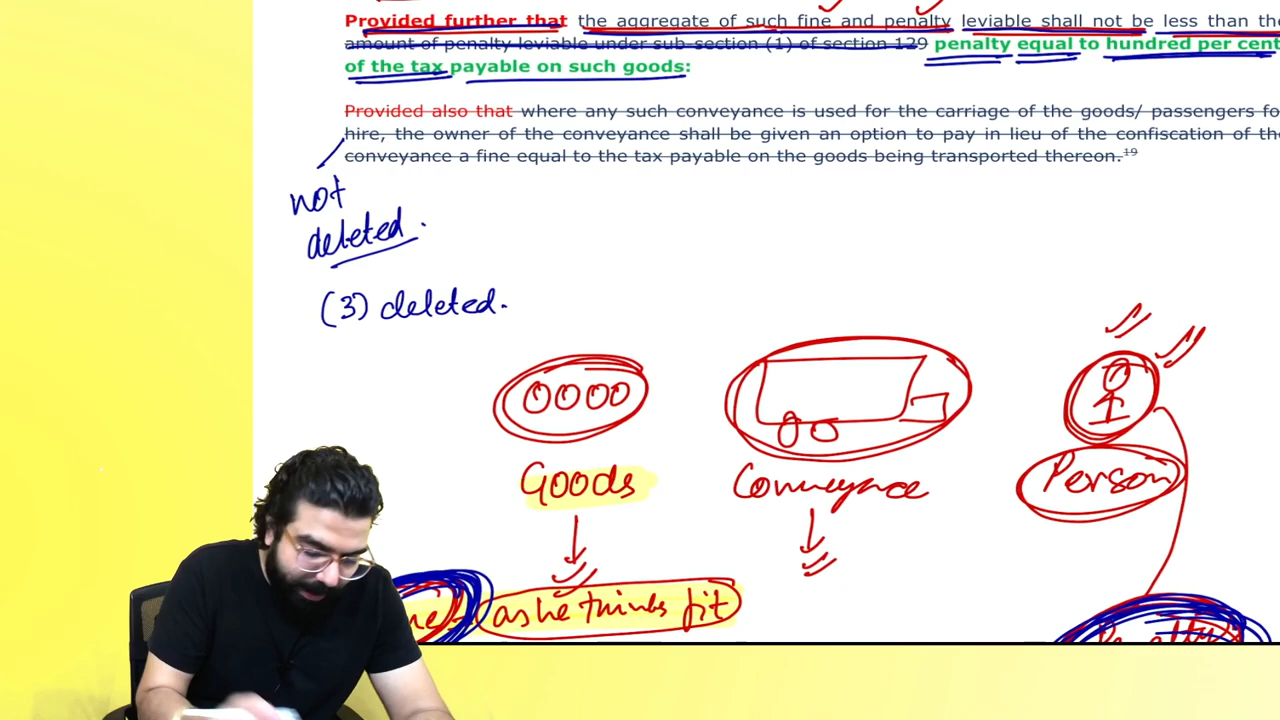 Provided further that the aggregate of such fine and penalty leviable shall not be less than the
amount of penalty leviable under sub-section (1) of section 129 penalty equal to hundred per cent
of the tax payable on such goods:
Provided also that where any such conveyance is used for the carriage of the goods/ passengers fo
hire, the owner of the conveyance shall be given an option to pay in lieu of the confiscation of the
conveyance a fine equal to the tax payable on the goods being transported thereon.19
not
deleted.
(3) deleted.
Goods Conveyance Person
as he thinks fit Penalty